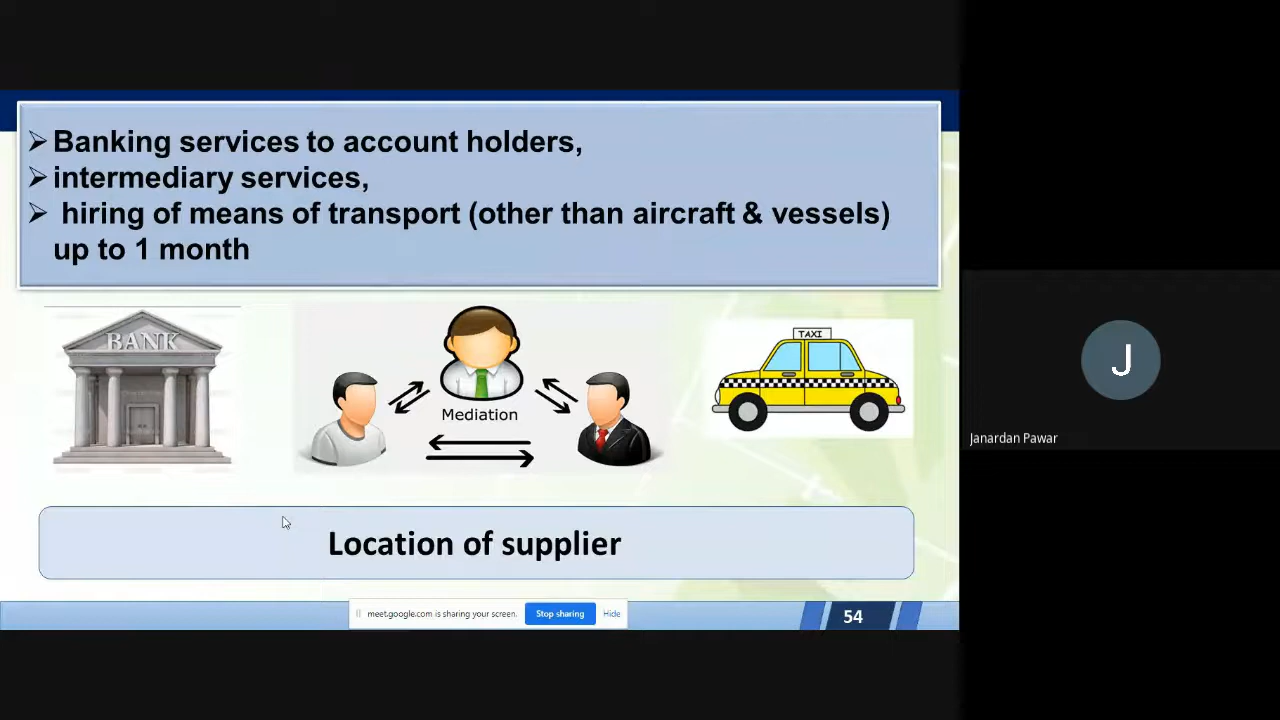 ➢ Banking services to account holders,
➢ intermediary services,
➢ hiring of means of transport (other than aircraft & vessels)
up to 1 month
BANK
Mediation
TAXI
Location of supplier
meet.google.com is sharing your screen.
Stop sharing
Hide
54
J
Janardan Pawar